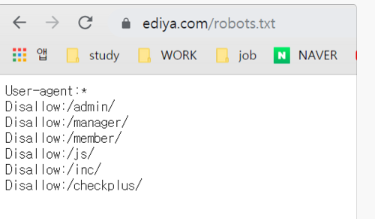 ediya.com/robots.txt
앱 study WORK job N NAVER
User-agent:*
Disallow:/admin/
Disallow:/manager/
Disallow:/member/
Disallow:/js/
Disallow:/inc/
Disallow:/checkplus/